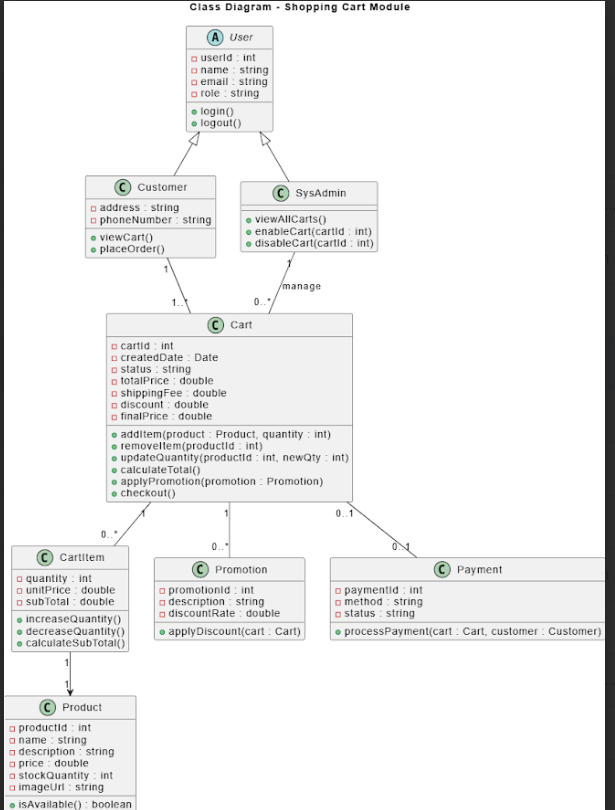 Class Diagram - Shopping Cart Module
A User
userId : int
name : string
email : string
role : string
login()
logout()
C Customer
address : string
phoneNumber : string
viewCart()
placeOrder()
C SysAdmin
viewAllCarts()
enableCart(cartId : int)
disableCart(cartId : int)
1
1..*
1
manage
0..*
C Cart
cartId : int
createdDate : Date
status : string
totalPrice : double
shippingFee : double
discount : double
finalPrice : double
addItem(product : Product, quantity : int)
removeItem(productId : int)
updateQuantity(productId : int, newQty : int)
calculateTotal()
applyPromotion(promotion : Promotion)
checkout()
1
0..*
1
0..*
0..1
0..1
C CartItem
quantity : int
unitPrice : double
subTotal : double
increaseQuantity()
decreaseQuantity()
calculateSubTotal()
C Promotion
promotionId : int
description : string
discountRate : double
applyDiscount(cart : Cart)
C Payment
paymentId : int
method : string
status : string
processPayment(cart : Cart, customer : Customer)
1
1
C Product
productId : int
name : string
description : string
price : double
stockQuantity : int
imageUrl : string
isAvailable() : boolean